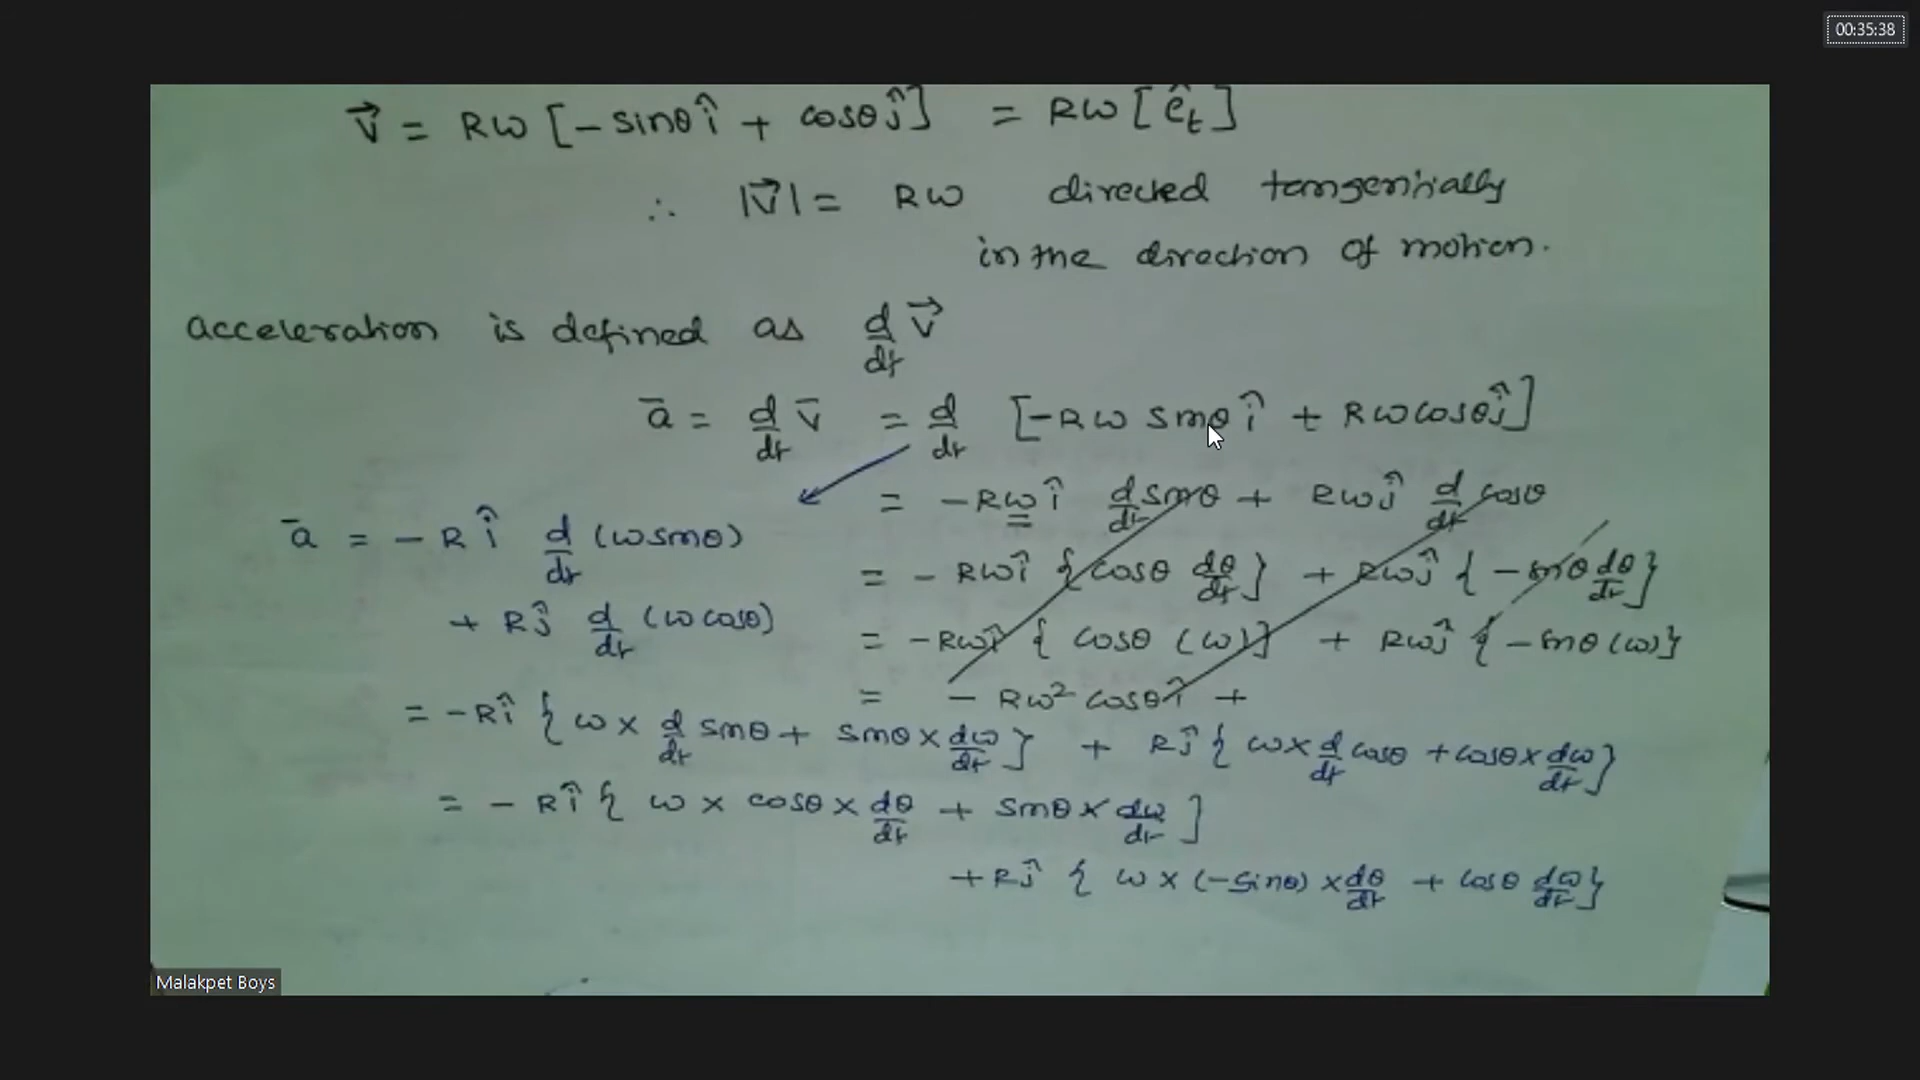 00:35:38
v⃗ = Rω [-sinθ î + cosθ ĵ] = Rω [ê_t]
∴ |v⃗| = Rω directed tangentially
in the direction of motion.
acceleration is defined as d/dt v⃗
ā = d/dt v̄ = d/dt [-Rω sinθ î + Rω cosθ ĵ]
= -Rω î d/dt sinθ + Rω ĵ d/dt cosθ
= -Rω î {cosθ dθ/dt} + Rω ĵ {-sinθ dθ/dt}
= -Rω î {cosθ (ω)} + Rω ĵ {-sinθ (ω)}
= -Rω² cosθ î +
ā = -R î d/dt (ω sinθ)
+ R ĵ d/dt (ω cosθ)
= -R î {ω × d/dt sinθ + sinθ × dω/dt} + R ĵ {ω × d/dt cosθ + cosθ × dω/dt}
= -R î {ω × cosθ × dθ/dt + sinθ × dω/dt]
+ R ĵ {ω × (-sinθ) × dθ/dt + cosθ dω/dt}
Malakpet Boys